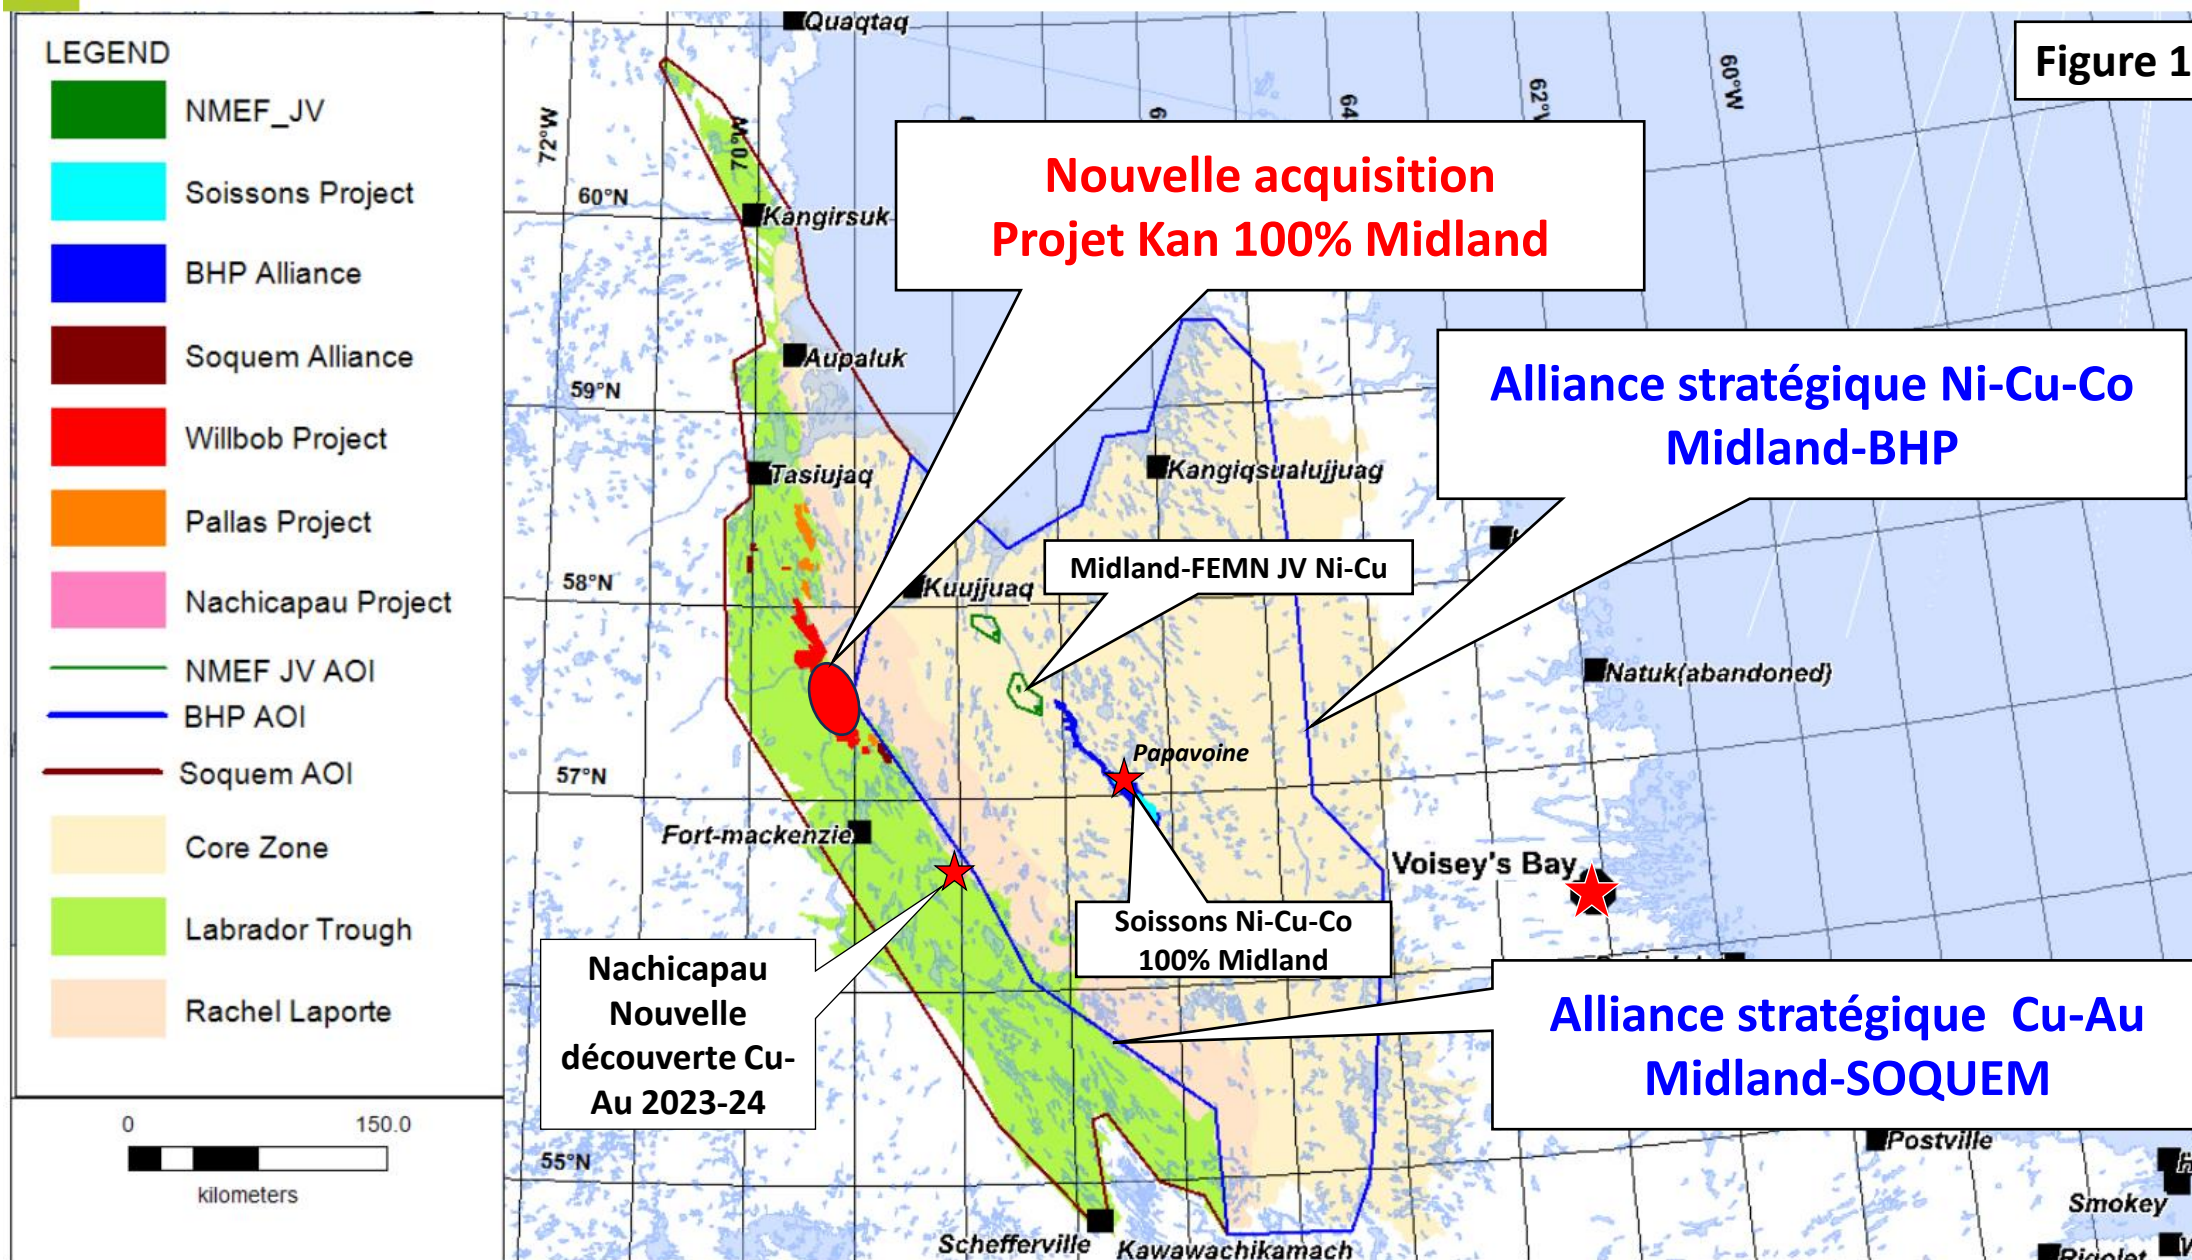 LEGEND
NMEF_JV
Soissons Project
BHP Alliance
Soquem Alliance
Willbob Project
Pallas Project
Nachicapau Project
NMEF JV AOI
BHP AOI
Soquem AOI
Core Zone
Labrador Trough
Rachel Laporte
0 150.0
kilometers
Figure 1
Quaqtaq
72°W
70°W
64
60°W
60°N
Kangirsuk
Nouvelle acquisition
Projet Kan 100% Midland
Aupaluk
59°N
Alliance stratégique Ni-Cu-Co
Midland-BHP
Tasiujaq
Kangiqsualujjuaq
58°N
Kuujjuaq
Midland-FEMN JV Ni-Cu
Natuk(abandoned)
57°N
Papavoine
Fort-mackenzie
Voisey's Bay
Soissons Ni-Cu-Co
100% Midland
Nachicapau
Nouvelle
découverte Cu-
Au 2023-24
Alliance stratégique Cu-Au
Midland-SOQUEM
55°N
Postville
Smokey
Schefferville
Kawawachikamach
Rigolet